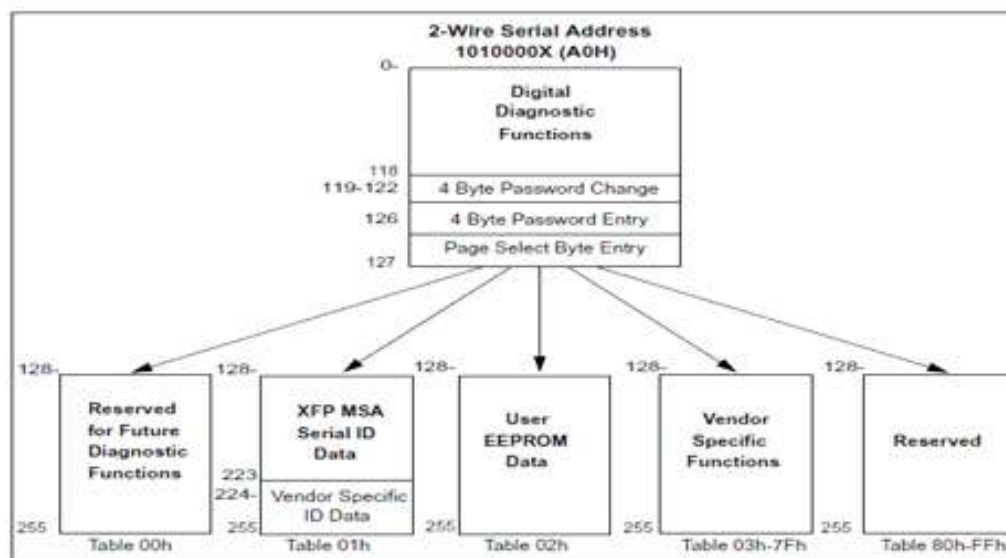 2-Wire Serial Address
1010000X (A0H)
0-
Digital
Diagnostic
Functions
118
119-122
4 Byte Password Change
126
4 Byte Password Entry
Page Select Byte Entry
127
128-
Reserved
for Future
Diagnostic
Functions
255
Table 00h
128-
XFP MSA
Serial ID
Data
223
224-
Vendor Specific
ID Data
255
Table 01h
128-
User
EEPROM
Data
255
Table 02h
128-
Vendor
Specific
Functions
255
Table 03h-7Fh
128-
Reserved
255
Table 80h-FFh